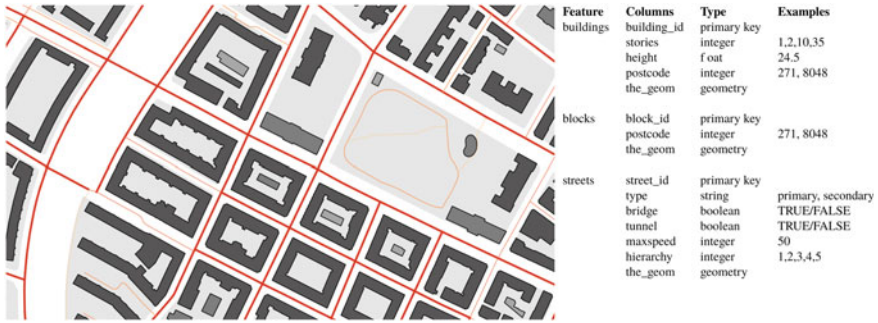 Feature Columns Type Examples
buildings building_id primary key
stories integer 1,2,10,35
height f oat 24.5
postcode integer 271, 8048
the_geom geometry
blocks block_id primary key
postcode integer 271, 8048
the_geom geometry
streets street_id primary key
type string primary, secondary
bridge boolean TRUE/FALSE
tunnel boolean TRUE/FALSE
maxspeed integer 50
hierarchy integer 1,2,3,4,5
the_geom geometry